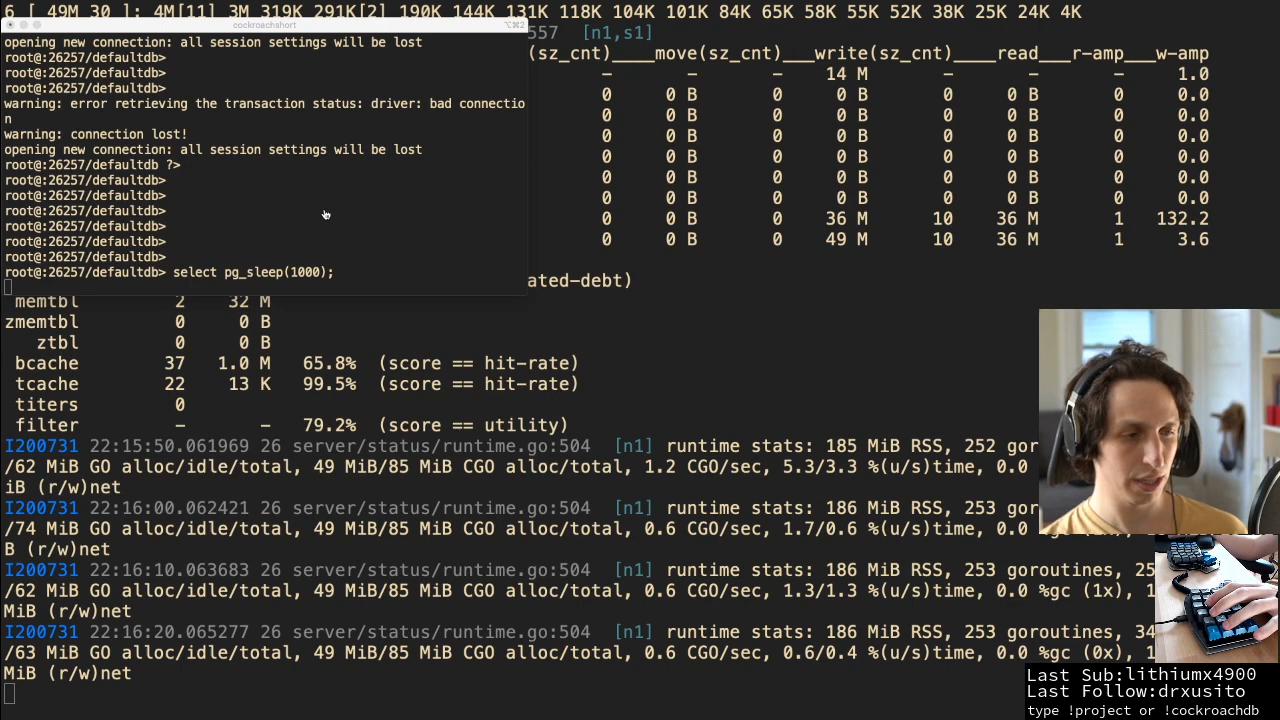 6 [ 49M 30 ]: 4M[11] 3M 319K 291K[2] 190K 144K 131K 118K 104K 101K 84K 65K 58K 55K 52K 38K 25K 24K 4K
cockroachshort ⌥⌘2
opening new connection: all session settings will be lost
root@:26257/defaultdb>
root@:26257/defaultdb>
root@:26257/defaultdb>
warning: error retrieving the transaction status: driver: bad connectio
n
warning: connection lost!
opening new connection: all session settings will be lost
root@:26257/defaultdb ?>
root@:26257/defaultdb>
root@:26257/defaultdb>
root@:26257/defaultdb>
root@:26257/defaultdb>
root@:26257/defaultdb>
root@:26257/defaultdb>
root@:26257/defaultdb> select pg_sleep(1000);
557 [n1,s1]
(sz_cnt)____move(sz_cnt)___write(sz_cnt)____read___r-amp___w-amp
- - 14 M - - - 1.0
0 0 B 0 0 B 0 0 B 0 0.0
0 0 B 0 0 B 0 0 B 0 0.0
0 0 B 0 0 B 0 0 B 0 0.0
0 0 B 0 0 B 0 0 B 0 0.0
0 0 B 0 0 B 0 0 B 0 0.0
0 0 B 0 0 B 0 0 B 0 0.0
0 0 B 0 36 M 10 36 M 1 132.2
0 0 B 0 49 M 10 36 M 1 3.6
ated-debt)
memtbl 2 32 M
zmemtbl 0 0 B
ztbl 0 0 B
bcache 37 1.0 M 65.8% (score == hit-rate)
tcache 22 13 K 99.5% (score == hit-rate)
titers 0
filter - - 79.2% (score == utility)
I200731 22:15:50.061969 26 server/status/runtime.go:504 [n1] runtime stats: 185 MiB RSS, 252 gor
/62 MiB GO alloc/idle/total, 49 MiB/85 MiB CGO alloc/total, 1.2 CGO/sec, 5.3/3.3 %(u/s)time, 0.0
iB (r/w)net
I200731 22:16:00.062421 26 server/status/runtime.go:504 [n1] runtime stats: 186 MiB RSS, 253 gor
/74 MiB GO alloc/idle/total, 49 MiB/85 MiB CGO alloc/total, 0.6 CGO/sec, 1.7/0.6 %(u/s)time, 0.0
B (r/w)net
I200731 22:16:10.063683 26 server/status/runtime.go:504 [n1] runtime stats: 186 MiB RSS, 253 goroutines, 25
/62 MiB GO alloc/idle/total, 49 MiB/85 MiB CGO alloc/total, 0.6 CGO/sec, 1.3/1.3 %(u/s)time, 0.0 %gc (1x), 1
MiB (r/w)net
I200731 22:16:20.065277 26 server/status/runtime.go:504 [n1] runtime stats: 186 MiB RSS, 253 goroutines, 34
/63 MiB GO alloc/idle/total, 49 MiB/85 MiB CGO alloc/total, 0.6 CGO/sec, 0.6/0.4 %(u/s)time, 0.0 %gc (0x), 1
MiB (r/w)net
Last Sub:lithiumx4900
Last Follow:drxusito
type !project or !cockroachdb